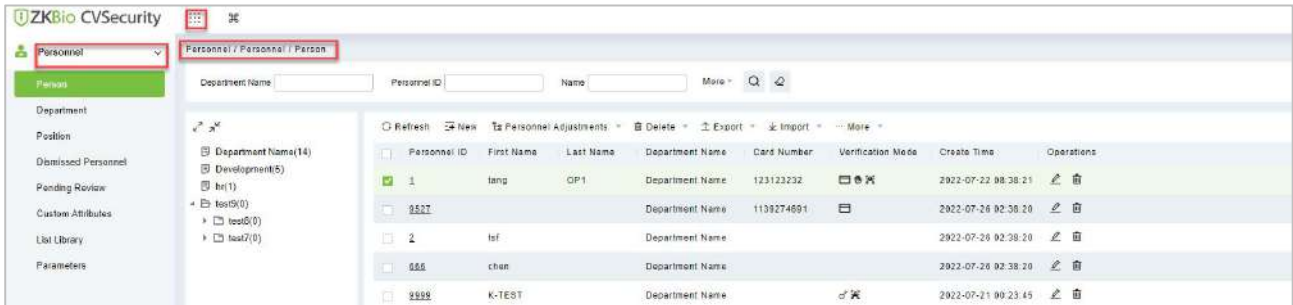 ZKBio CVSecurity
Personnel
Personnel / Personnel / Person
Person
Department Name Personnel ID Name More
Department
Position
Dismissed Personnel
Pending Review
Custom Attributes
List Library
Parameters
Department Name(14)
Development(5)
hr(1)
test9(0)
test8(0)
test7(0)
Refresh New Personnel Adjustments Delete Export Import More
Personnel ID First Name Last Name Department Name Card Number Verification Mode Create Time Operations
1 tang OP1 Department Name 123123232 2022-07-22 08:38:21
9527 Department Name 1139274691 2022-07-26 02:38:20
2 tsf Department Name 2022-07-26 02:38:20
666 chen Department Name 2022-07-26 02:38:20
9999 K-TEST Department Name 2022-07-21 00:23:45